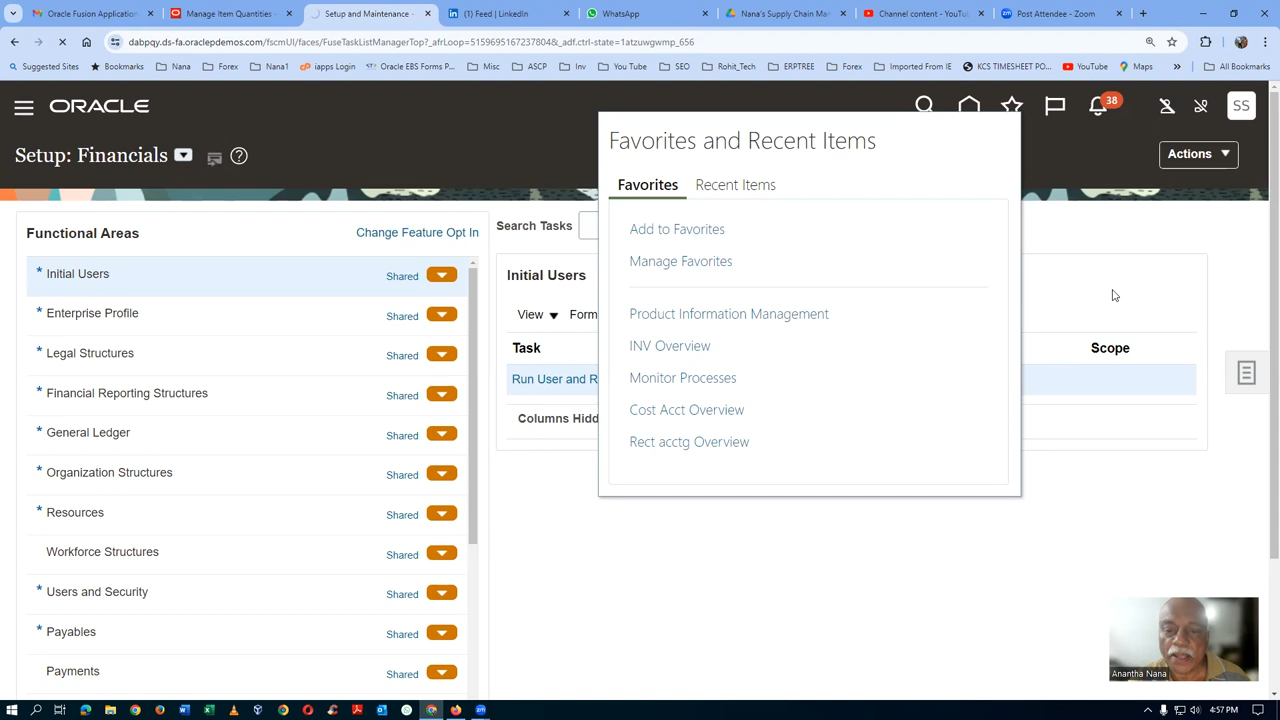 Oracle Fusion Applications
Manage Item Quantities -
Setup and Maintenance -
(1) Feed | LinkedIn
WhatsApp
Nana's Supply Chain Ma
Channel content - YouTu
Post Attendee - Zoom
dabpqy.ds-fa.oraclepdemos.com/fscmUI/faces/FuseTaskListManagerTop?_afrLoop=51596951672378048&_adf.ctrl-state=1atzuwgwmp_656
Suggested Sites
Bookmarks
Nana
Forex
Nana1
iapps Login
Oracle EBS Forms P...
Misc
ASCP
Inv
You Tube
SEO
Rohit_Tech
ERPTREE
Forex
Imported From IE
KCS TIMESHEET PO...
YouTube
Maps
All Bookmarks
ORACLE
38
SS
Setup: Financials
Actions
Favorites and Recent Items
Favorites
Recent Items
Add to Favorites
Manage Favorites
Product Information Management
INV Overview
Monitor Processes
Cost Acct Overview
Rect acctg Overview
Functional Areas
Change Feature Opt In
* Initial Users Shared
* Enterprise Profile Shared
* Legal Structures Shared
* Financial Reporting Structures Shared
* General Ledger Shared
* Organization Structures Shared
* Resources Shared
Workforce Structures Shared
* Users and Security Shared
* Payables Shared
Payments Shared
Search Tasks
Initial Users
View
Form
Task
Scope
Run User and R
Columns Hidd
Anantha Nana
4:57 PM